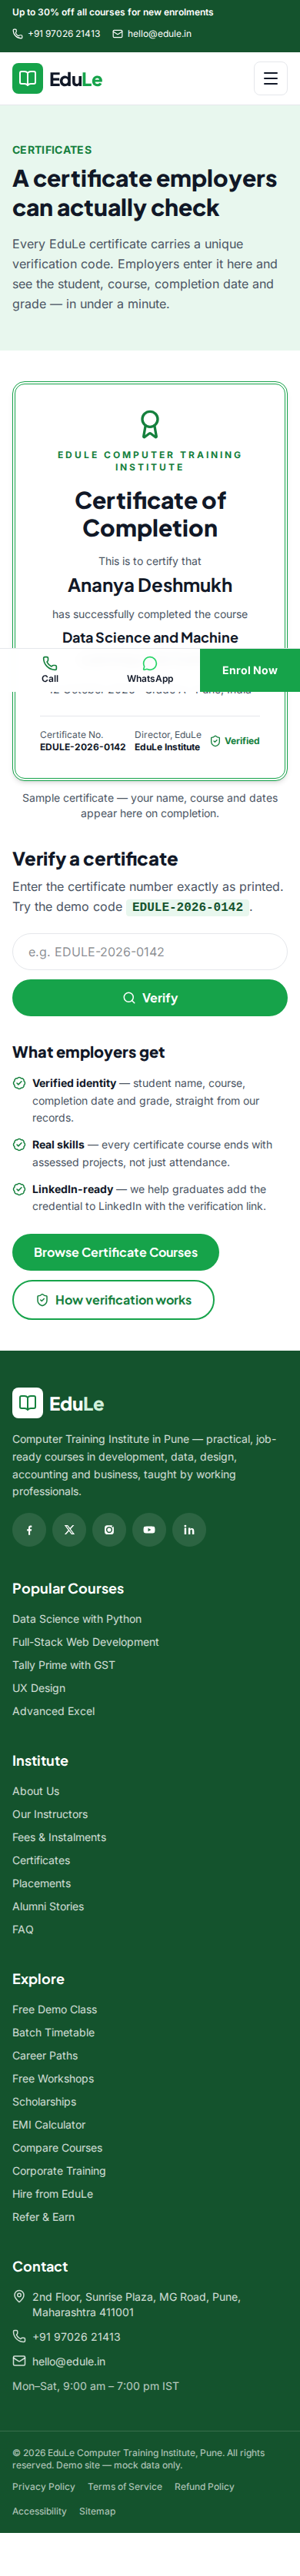 Up to 30% off all courses for new enrolments
+91 97026 21413 hello@edule.in
EduLe
CERTIFICATES
A certificate employers
can actually check
Every EduLe certificate carries a unique
verification code. Employers enter it here and
see the student, course, completion date and
grade — in under a minute.
EDULE COMPUTER TRAINING
INSTITUTE
Certificate of
Completion
This is to certify that
Ananya Deshmukh
has successfully completed the course
Data Science and Machine
Call WhatsApp Enrol Now
Certificate No. Director, EduLe
EDULE-2026-0142 EduLe Institute Verified
Sample certificate — your name, course and dates
appear here on completion.
Verify a certificate
Enter the certificate number exactly as printed.
Try the demo code EDULE-2026-0142 .
e.g. EDULE-2026-0142
Verify
What employers get
Verified identity — student name, course,
completion date and grade, straight from our
records.
Real skills — every certificate course ends with
assessed projects, not just attendance.
LinkedIn-ready — we help graduates add the
credential to LinkedIn with the verification link.
Browse Certificate Courses
How verification works
EduLe
Computer Training Institute in Pune — practical, job-
ready courses in development, data, design,
accounting and business, taught by working
professionals.
Popular Courses
Data Science with Python
Full-Stack Web Development
Tally Prime with GST
UX Design
Advanced Excel
Institute
About Us
Our Instructors
Fees & Instalments
Certificates
Placements
Alumni Stories
FAQ
Explore
Free Demo Class
Batch Timetable
Career Paths
Free Workshops
Scholarships
EMI Calculator
Compare Courses
Corporate Training
Hire from EduLe
Refer & Earn
Contact
2nd Floor, Sunrise Plaza, MG Road, Pune,
Maharashtra 411001
+91 97026 21413
hello@edule.in
Mon–Sat, 9:00 am – 7:00 pm IST
© 2026 EduLe Computer Training Institute, Pune. All rights
reserved. Demo site — mock data only.
Privacy Policy Terms of Service Refund Policy
Accessibility Sitemap